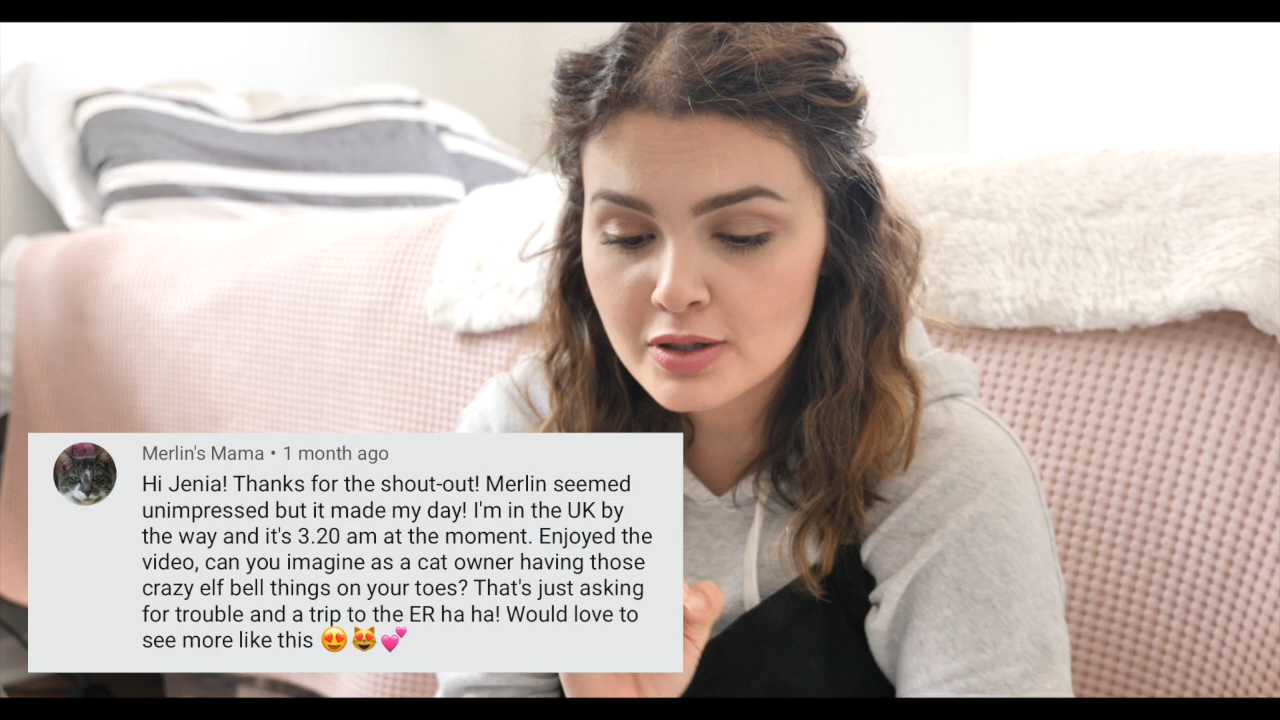 Merlin's Mama • 1 month ago
Hi Jenia! Thanks for the shout-out! Merlin seemed
unimpressed but it made my day! I'm in the UK by
the way and it's 3.20 am at the moment. Enjoyed the
video, can you imagine as a cat owner having those
crazy elf bell things on your toes? That's just asking
for trouble and a trip to the ER ha ha! Would love to
see more like this 😍😻💕